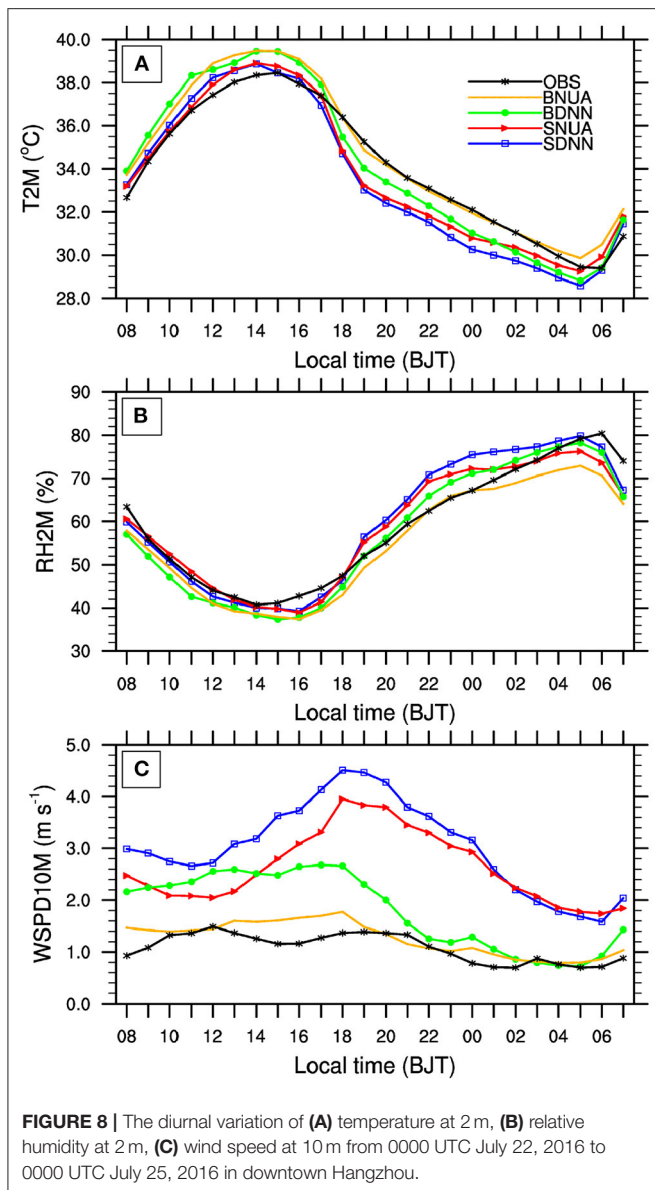 A
40.0
38.0
36.0
34.0
32.0
30.0
28.0
T2M (°C)
OBS
BNUA
BDNN
SNUA
SDNN
08 10 12 14 16 18 20 22 00 02 04 06
Local time (BJT)
B
90
80
70
60
50
40
30
RH2M (%)
08 10 12 14 16 18 20 22 00 02 04 06
Local time (BJT)
C
5.0
4.0
3.0
2.0
1.0
0.0
WSPD10M (m s⁻¹)
08 10 12 14 16 18 20 22 00 02 04 06
Local time (BJT)
FIGURE 8 | The diurnal variation of (A) temperature at 2 m, (B) relative
humidity at 2 m, (C) wind speed at 10 m from 0000 UTC July 22, 2016 to
0000 UTC July 25, 2016 in downtown Hangzhou.